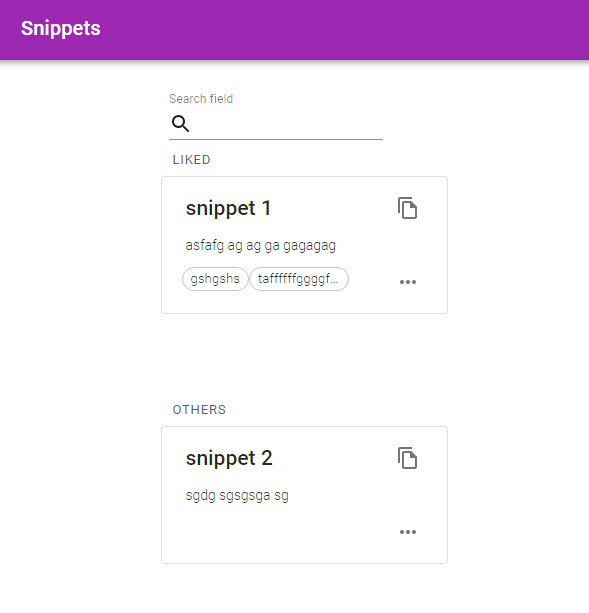 Snippets
Search field
LIKED
snippet 1
asfafg ag ag ga gagagag
gshgshs taffffffggggf…
OTHERS
snippet 2
sgdg sgsgsga sg